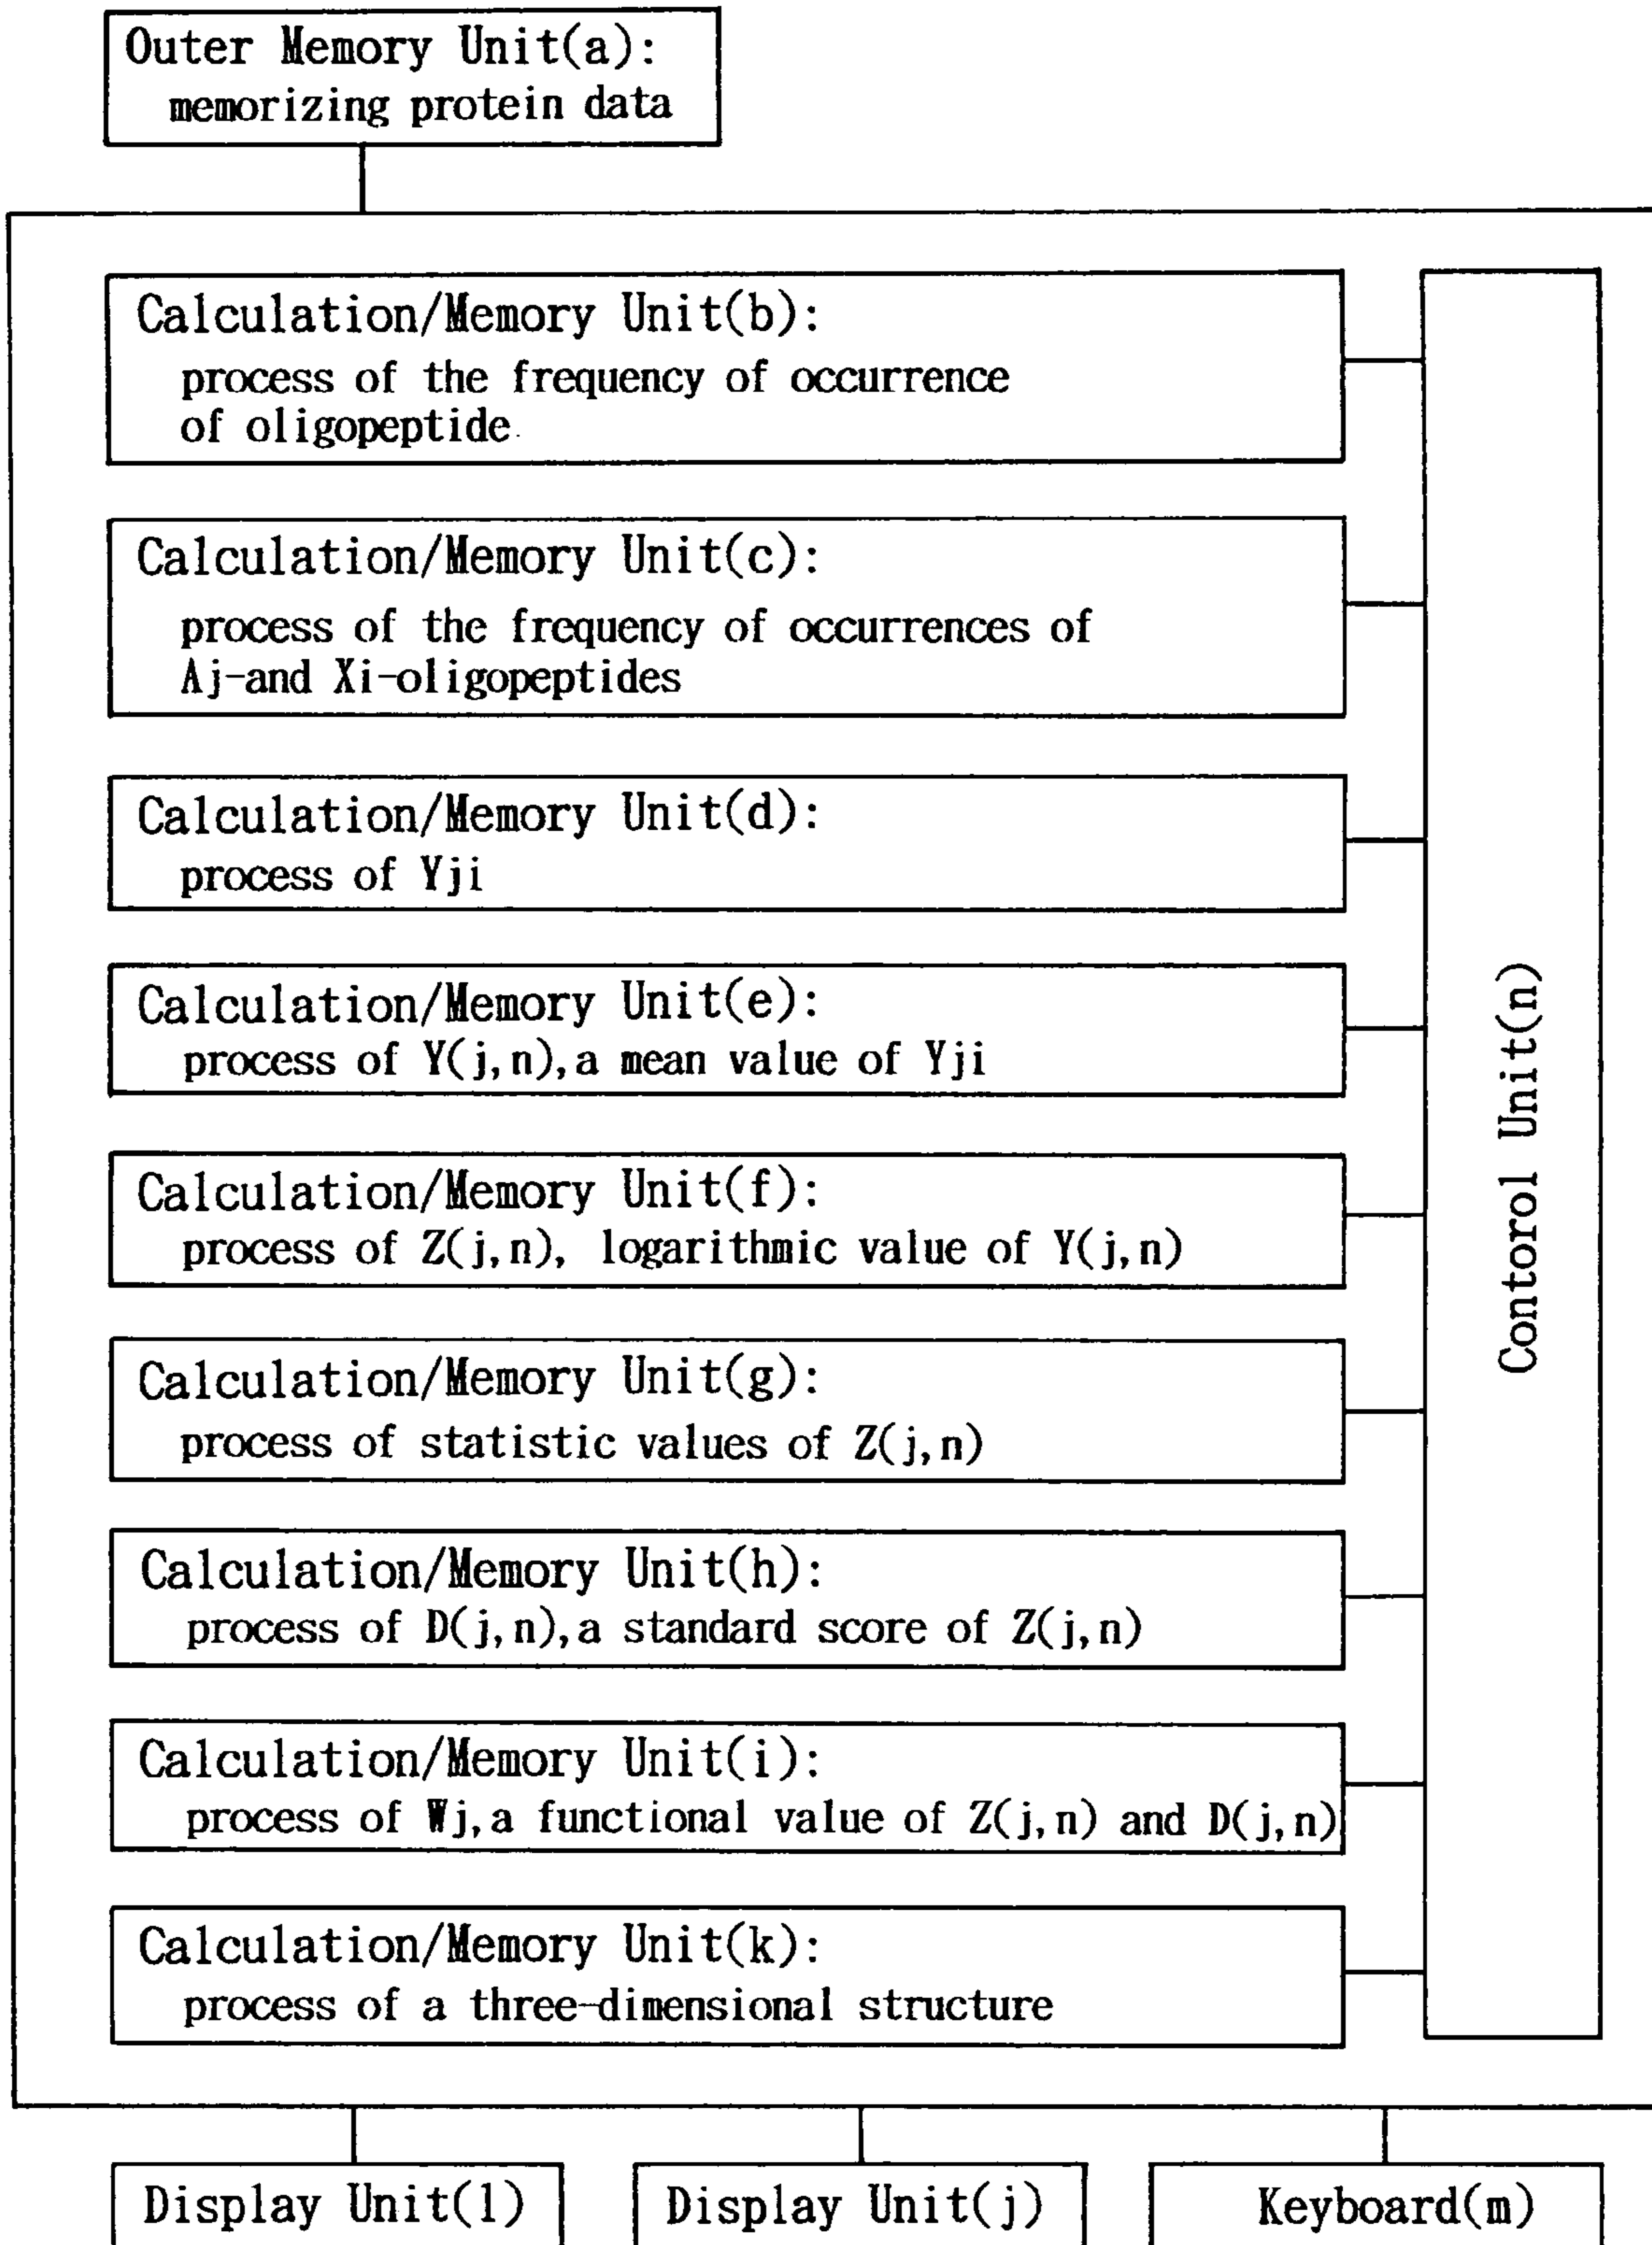 Outer Memory Unit(a):
memorizing protein data
Calculation/Memory Unit(b):
process of the frequency of occurrence
of oligopeptide
Calculation/Memory Unit(c):
process of the frequency of occurrences of
Aj-and Xi-oligopeptides
Calculation/Memory Unit(d):
process of Yji
Calculation/Memory Unit(e):
process of Y(j,n),a mean value of Yji
Calculation/Memory Unit(f):
process of Z(j,n), logarithmic value of Y(j,n)
Calculation/Memory Unit(g):
process of statistic values of Z(j,n)
Calculation/Memory Unit(h):
process of D(j,n),a standard score of Z(j,n)
Calculation/Memory Unit(i):
process of Wj,a functional value of Z(j,n) and D(j,n)
Calculation/Memory Unit(k):
process of a three-dimensional structure
Contorol Unit(n)
Display Unit(l)
Display Unit(j)
Keyboard(m)